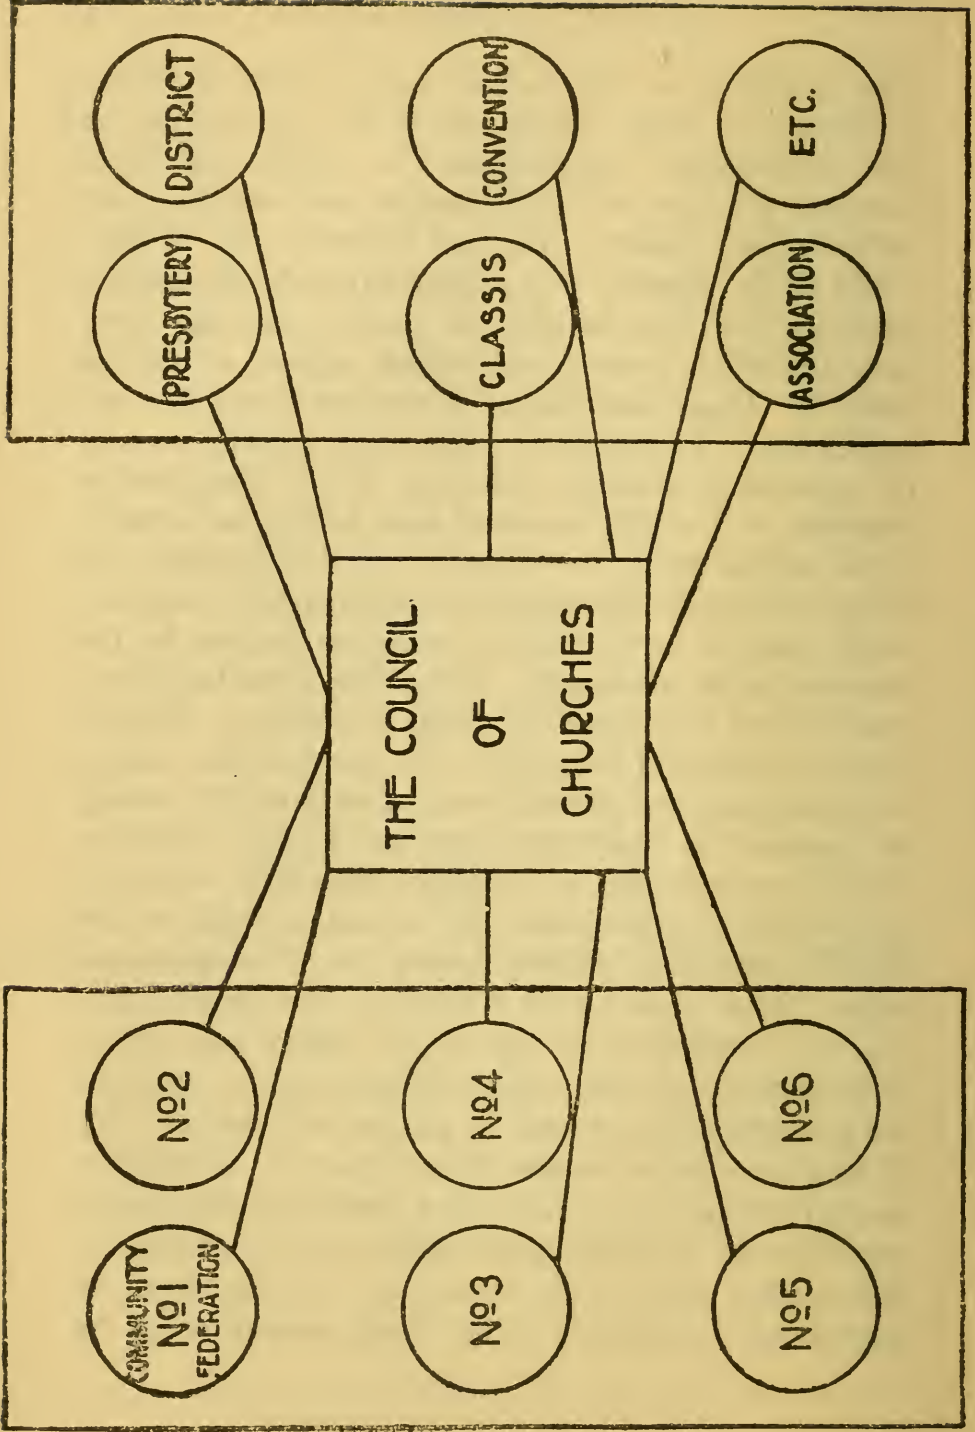 COMMUNITY
Nº1
FEDERATION
Nº2
Nº3
Nº4
Nº5
Nº6
THE COUNCIL
OF
CHURCHES
PRESBYTERY
DISTRICT
CLASSIS
CONVENTION
ASSOCIATION
ETC.